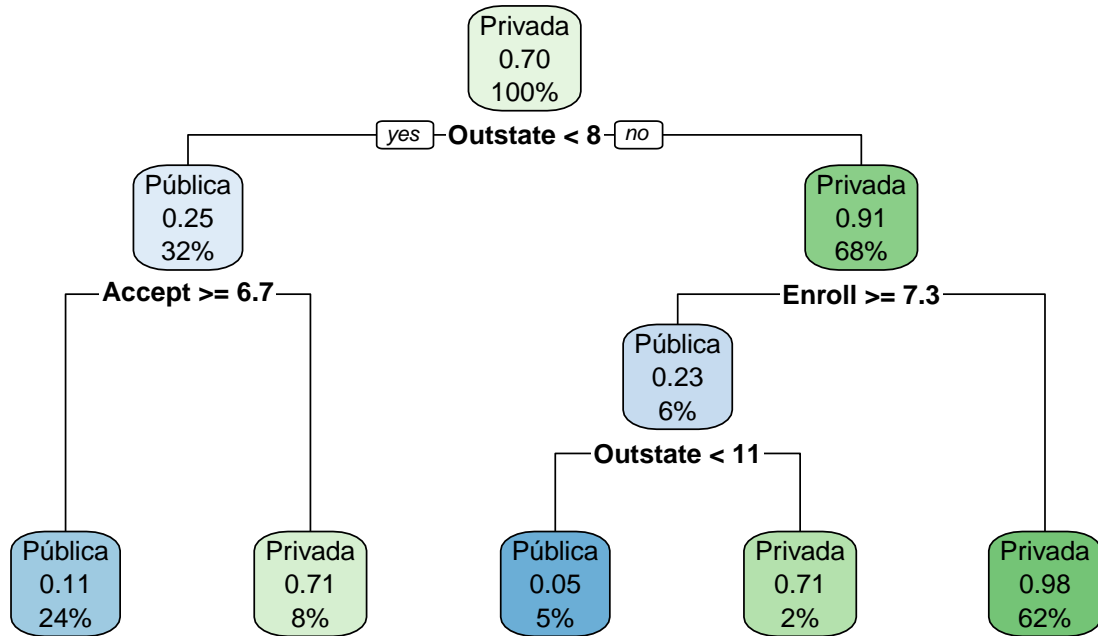 Privada
0.70
100%
yes Outstate < 8 no
Pública
0.25
32%
Privada
0.91
68%
Accept >= 6.7
Enroll >= 7.3
Pública
0.23
6%
Outstate < 11
Pública
0.11
24%
Privada
0.71
8%
Pública
0.05
5%
Privada
0.71
2%
Privada
0.98
62%